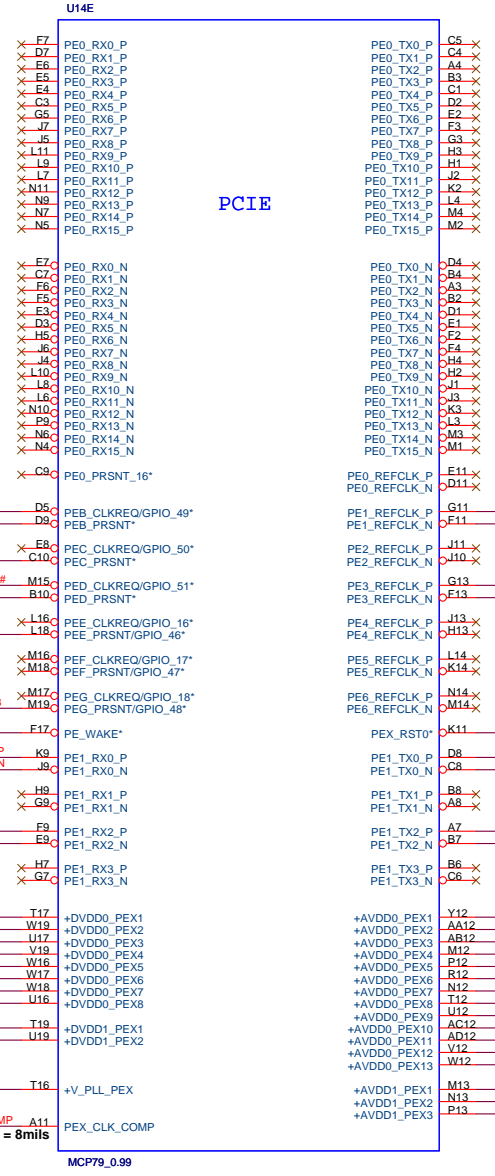 U14E
F7 PE0_RX0_P PE0_TX0_P C5
D7 PE0_RX1_P PE0_TX1_P C4
E6 PE0_RX2_P PE0_TX2_P A4
E5 PE0_RX3_P PE0_TX3_P B3
E4 PE0_RX4_P PE0_TX4_P C1
C3 PE0_RX5_P PE0_TX5_P D2
G5 PE0_RX6_P PE0_TX6_P E2
J7 PE0_RX7_P PE0_TX7_P F3
J5 PE0_RX8_P PE0_TX8_P G3
L11 PE0_RX9_P PE0_TX9_P H3
L9 PE0_RX10_P PE0_TX10_P H1
L7 PE0_RX11_P PE0_TX11_P J2
N11 PE0_RX12_P PE0_TX12_P K2
N9 PE0_RX13_P PE0_TX13_P L4
N7 PE0_RX14_P PE0_TX14_P M4
N5 PE0_RX15_P PE0_TX15_P M2
PCIE
E7 PE0_RX0_N PE0_TX0_N D4
C7 PE0_RX1_N PE0_TX1_N B4
F6 PE0_RX2_N PE0_TX2_N A3
F5 PE0_RX3_N PE0_TX3_N B2
E3 PE0_RX4_N PE0_TX4_N D1
D3 PE0_RX5_N PE0_TX5_N E1
H5 PE0_RX6_N PE0_TX6_N F2
J6 PE0_RX7_N PE0_TX7_N F4
J4 PE0_RX8_N PE0_TX8_N H4
L10 PE0_RX9_N PE0_TX9_N H2
L8 PE0_RX10_N PE0_TX10_N J1
L6 PE0_RX11_N PE0_TX11_N J3
N10 PE0_RX12_N PE0_TX12_N K3
P9 PE0_RX13_N PE0_TX13_N L3
N6 PE0_RX14_N PE0_TX14_N M3
N4 PE0_RX15_N PE0_TX15_N M1
C9 PE0_PRSNT_16* PE0_REFCLK_P E11
PE0_REFCLK_N D11
D5 PEB_CLKREQ/GPIO_49* PE1_REFCLK_P G11
D9 PEB_PRSNT* PE1_REFCLK_N F11
E8 PEC_CLKREQ/GPIO_50* PE2_REFCLK_P J11
C10 PEC_PRSNT* PE2_REFCLK_N J10
# M15 PED_CLKREQ/GPIO_51* PE3_REFCLK_P G13
B10 PED_PRSNT* PE3_REFCLK_N F13
L16 PEE_CLKREQ/GPIO_16* PE4_REFCLK_P J13
L18 PEE_PRSNT/GPIO_46* PE4_REFCLK_N H13
M16 PEF_CLKREQ/GPIO_17* PE5_REFCLK_P L14
M18 PEF_PRSNT/GPIO_47* PE5_REFCLK_N K14
M17 PEG_CLKREQ/GPIO_18* PE6_REFCLK_P N14
M19 PEG_PRSNT/GPIO_48* PE6_REFCLK_N M14
F17 PE_WAKE* PEX_RST0* K11
P K9 PE1_RX0_P PE1_TX0_P D8
N J9 PE1_RX0_N PE1_TX0_N C8
H9 PE1_RX1_P PE1_TX1_P B8
G9 PE1_RX1_N PE1_TX1_N A8
F9 PE1_RX2_P PE1_TX2_P A7
E9 PE1_RX2_N PE1_TX2_N B7
H7 PE1_RX3_P PE1_TX3_P B6
G7 PE1_RX3_N PE1_TX3_N C6
T17 +DVDD0_PEX1 +AVDD0_PEX1 Y12
W19 +DVDD0_PEX2 +AVDD0_PEX2 AA12
U17 +DVDD0_PEX3 +AVDD0_PEX3 AB12
V19 +DVDD0_PEX4 +AVDD0_PEX4 M12
W16 +DVDD0_PEX5 +AVDD0_PEX5 P12
W17 +DVDD0_PEX6 +AVDD0_PEX6 R12
W18 +DVDD0_PEX7 +AVDD0_PEX7 N12
U16 +DVDD0_PEX8 +AVDD0_PEX8 T12
+AVDD0_PEX9 U12
T19 +DVDD1_PEX1 +AVDD0_PEX10 AC12
U19 +DVDD1_PEX2 +AVDD0_PEX11 AD12
+AVDD0_PEX12 V12
+AVDD0_PEX13 W12
T16 +V_PLL_PEX +AVDD1_PEX1 M13
+AVDD1_PEX2 N13
+AVDD1_PEX3 P13
MP A11 PEX_CLK_COMP
= 8mils
MCP79_0.99